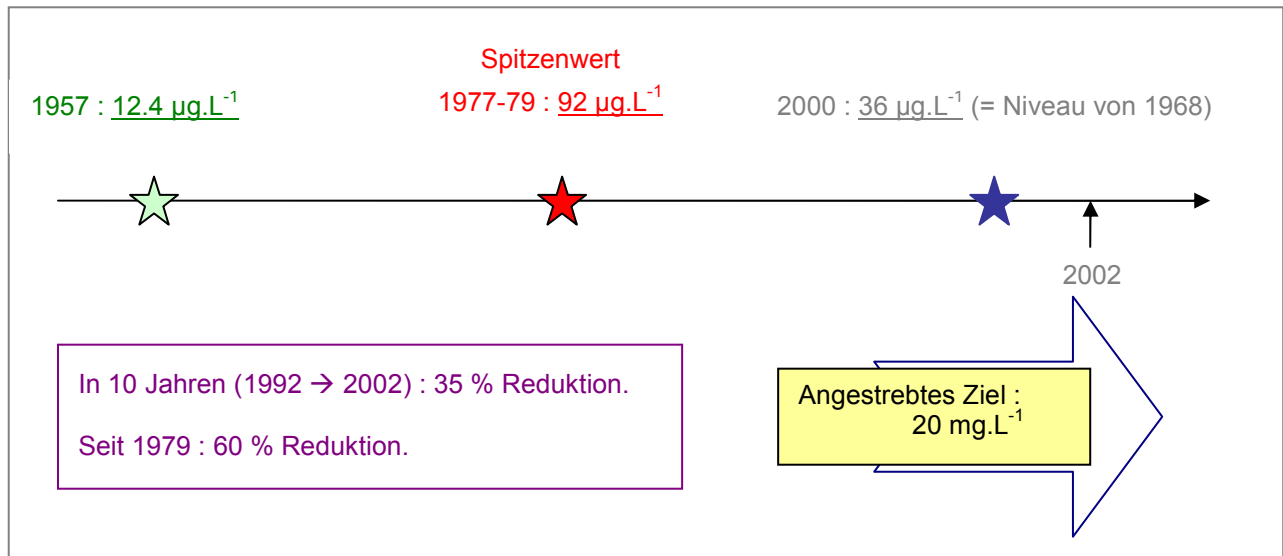 Spitzenwert
1957 : 12.4 µg.L⁻¹
1977-79 : 92 µg.L⁻¹
2000 : 36 µg.L⁻¹ (= Niveau von 1968)
2002
In 10 Jahren (1992 → 2002) : 35 % Reduktion.
Seit 1979 : 60 % Reduktion.
Angestrebtes Ziel :
20 mg.L⁻¹